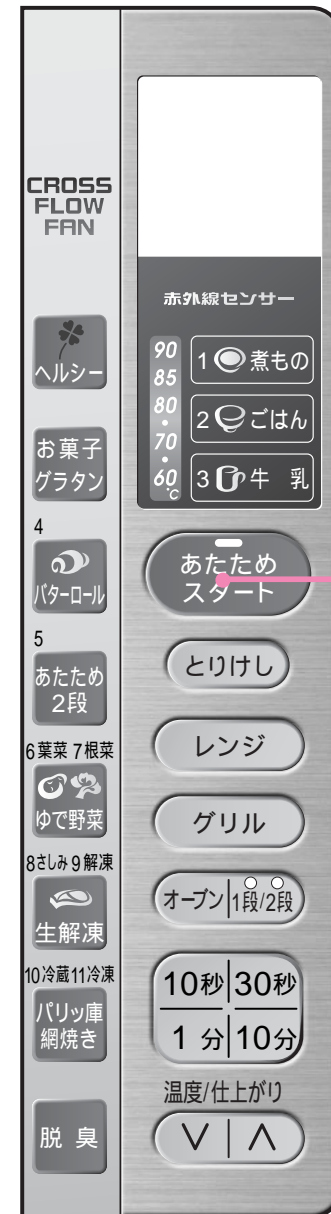 CROSS
FLOW
FAN
ヘルシー
お菓子
グラタン
4
バターロール
5
あたため
2段
6葉菜 7根菜
ゆで野菜
8さしみ 9解凍
生解凍
10冷蔵 11冷凍
パリッ庫
網焼き
脱 臭
赤外線センサー
90
85
80
・
70
・
60
℃
1 煮もの
2 ごはん
3 牛 乳
あたため
スタート
とりけし
レンジ
グリル
オーブン 1段/2段
10秒 30秒
1 分 10分
温度/仕上がり
∨ ∧